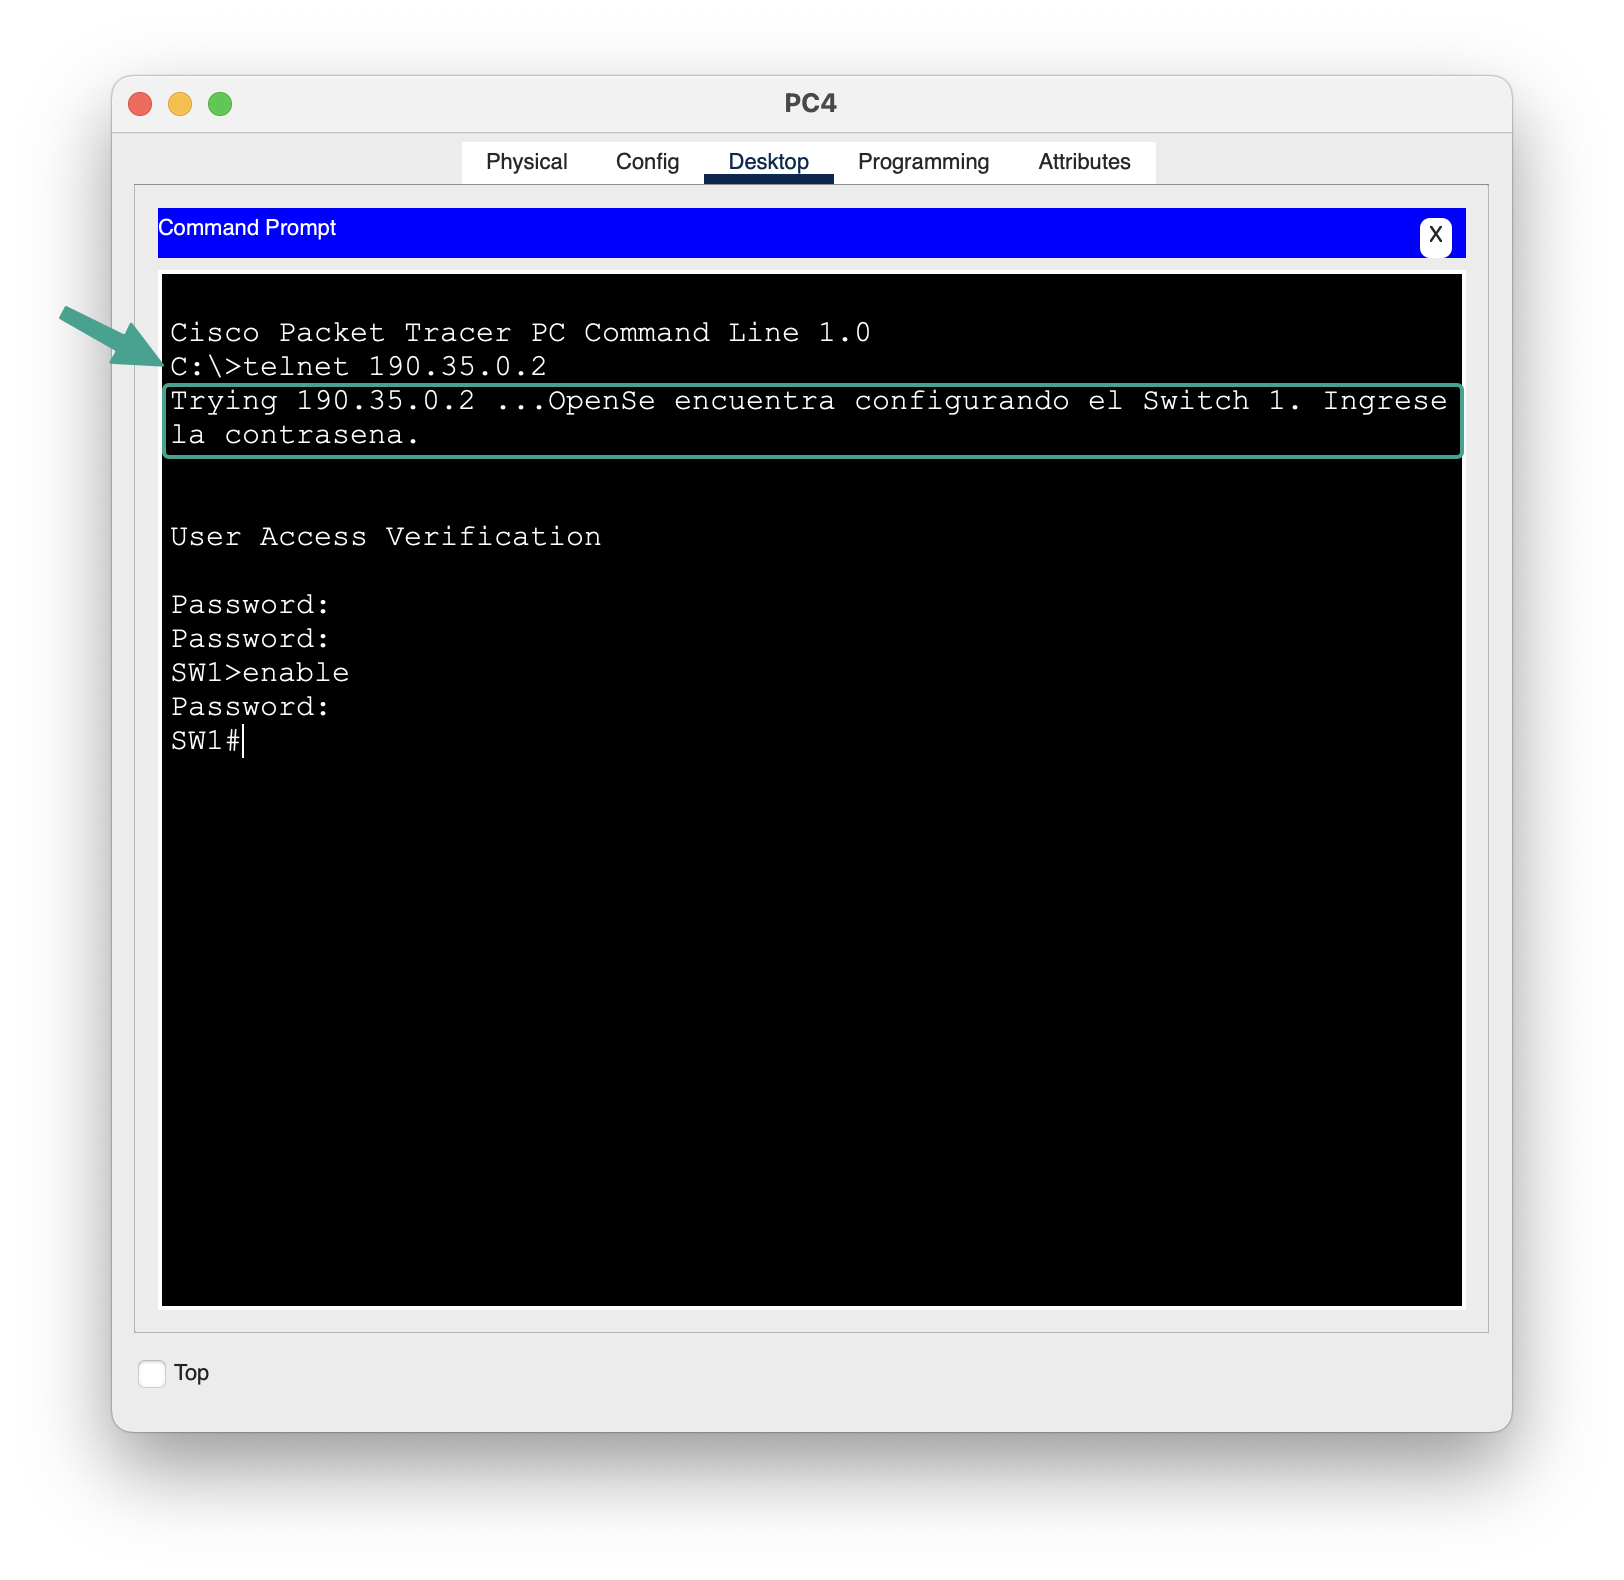 PC4
Physical Config Desktop Programming Attributes
Command Prompt X
Cisco Packet Tracer PC Command Line 1.0
C:\>telnet 190.35.0.2
Trying 190.35.0.2 ...OpenSe encuentra configurando el Switch 1. Ingrese
la contrasena.
User Access Verification
Password:
Password:
SW1>enable
Password:
SW1#
Top